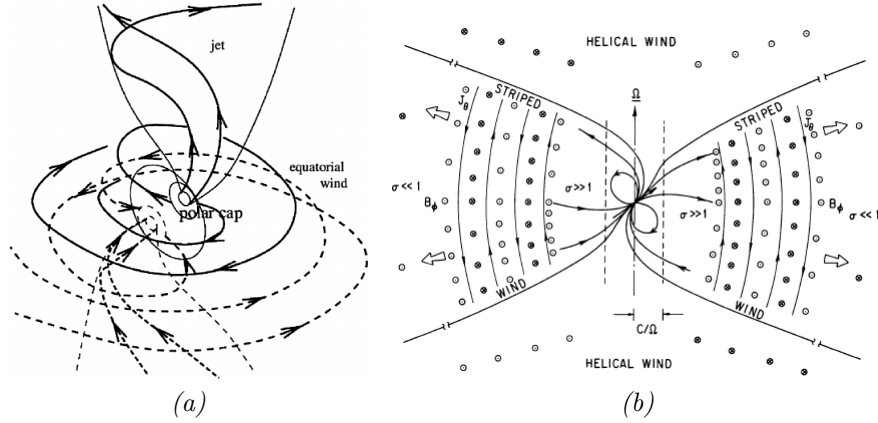 jet
equatorial
wind
polar cap
(a)
HELICAL WIND
STRIPED
Ω
STRIPED
J_θ
J_θ
σ<<1
B_ϕ
σ>>1
σ>>1
B_ϕ
σ<<1
WIND
WIND
C/Ω
HELICAL WIND
(b)